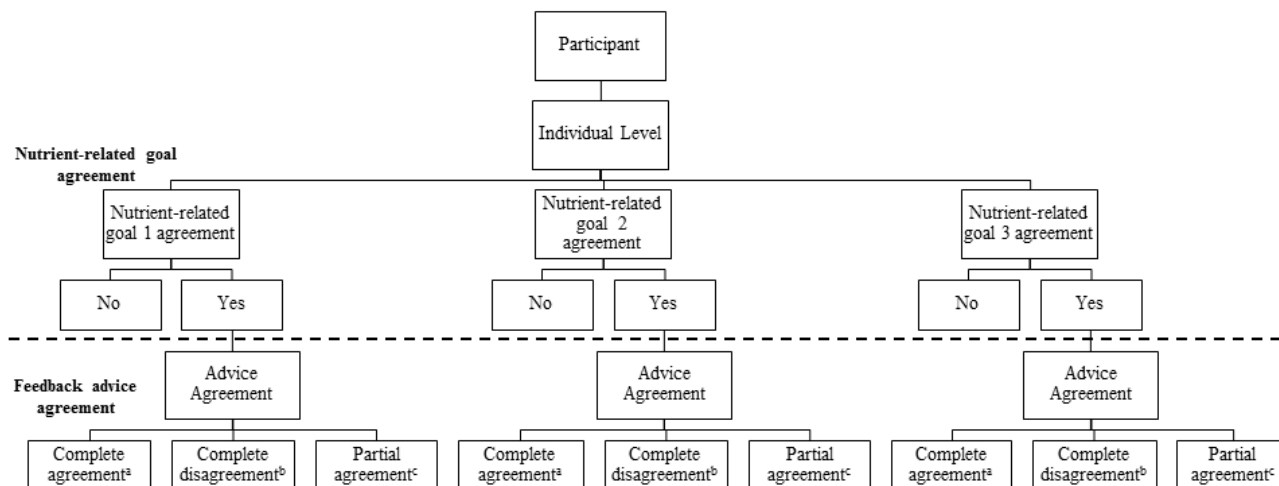 Participant
Individual Level
Nutrient-related goal
agreement
Nutrient-related
goal 1 agreement
Nutrient-related
goal 2
agreement
Nutrient-related
goal 3 agreement
No
Yes
No
Yes
No
Yes
Feedback advice
agreement
Advice
Agreement
Advice
Agreement
Advice
Agreement
Complete
agreementᵃ
Complete
disagreementᵇ
Partial
agreementᶜ
Complete
agreementᵃ
Complete
disagreementᵇ
Partial
agreementᶜ
Complete
agreementᵃ
Complete
disagreementᵇ
Partial
agreementᶜ